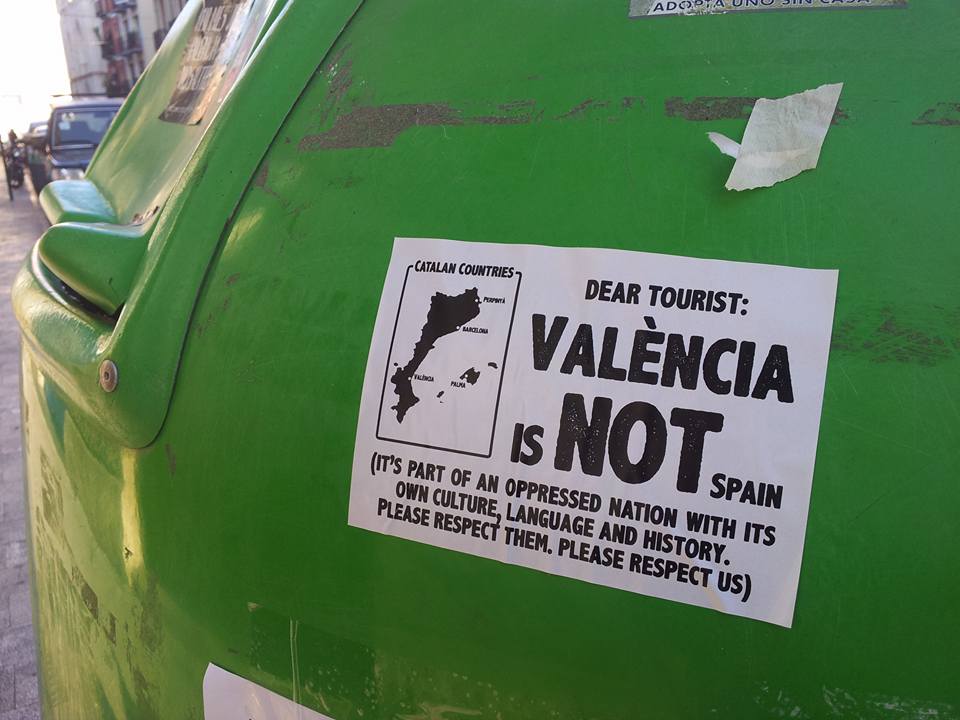 ADOPTA UNO SIN CASA
CATALAN COUNTRIES
PERPINYÀ
BARCELONA
VALÈNCIA
PALMA
DEAR TOURIST:
VALÈNCIA
IS NOT SPAIN
(IT'S PART OF AN OPPRESSED NATION WITH ITS
OWN CULTURE, LANGUAGE AND HISTORY.
PLEASE RESPECT THEM. PLEASE RESPECT US)